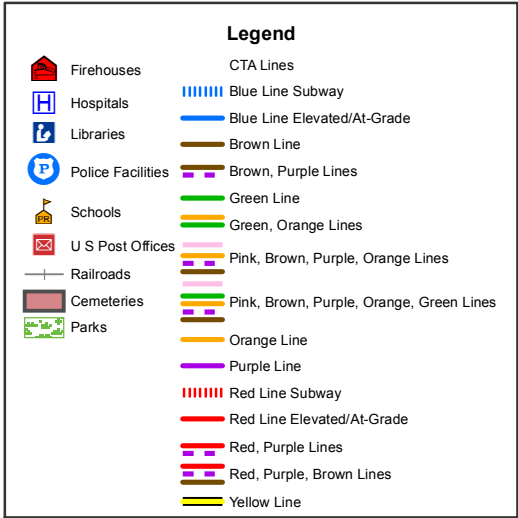 Legend
Firehouses
H
Hospitals
Libraries
P
Police Facilities
PR
Schools
U S Post Offices
Railroads
Cemeteries
Parks
CTA Lines
Blue Line Subway
Blue Line Elevated/At-Grade
Brown Line
Brown, Purple Lines
Green Line
Green, Orange Lines
Pink, Brown, Purple, Orange Lines
Pink, Brown, Purple, Orange, Green Lines
Orange Line
Purple Line
Red Line Subway
Red Line Elevated/At-Grade
Red, Purple Lines
Red, Purple, Brown Lines
Yellow Line